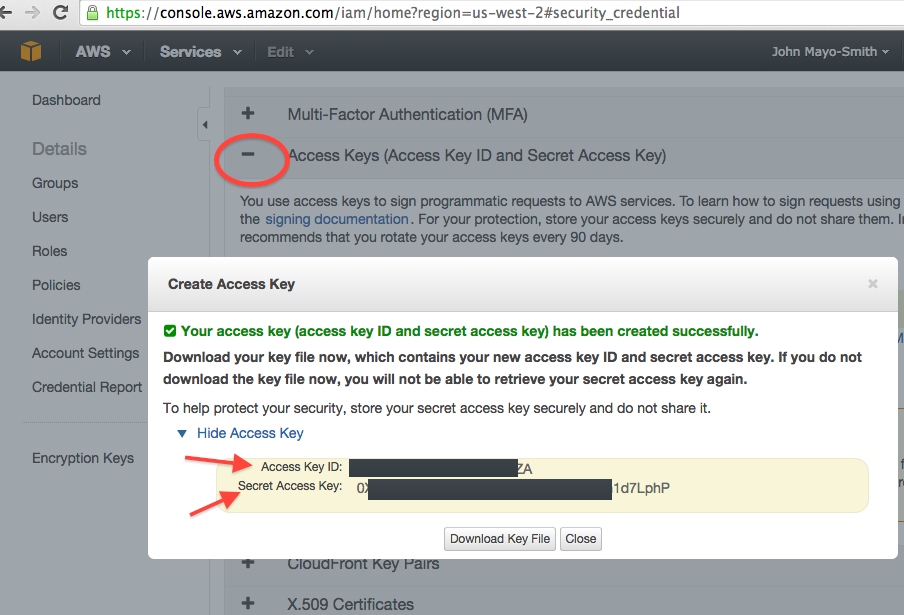 https://console.aws.amazon.com/iam/home?region=us-west-2#security_credential
AWS Services Edit John Mayo-Smith
Dashboard
Details
Groups
Users
Roles
Policies
Identity Providers
Account Settings
Credential Report
Encryption Keys
Multi-Factor Authentication (MFA)
Access Keys (Access Key ID and Secret Access Key)
You use access keys to sign programmatic requests to AWS services. To learn how to sign requests using
the signing documentation. For your protection, store your access keys securely and do not share them. In
recommends that you rotate your access keys every 90 days.
Create Access Key
Your access key (access key ID and secret access key) has been created successfully.
Download your key file now, which contains your new access key ID and secret access key. If you do not
download the key file now, you will not be able to retrieve your secret access key again.
To help protect your security, store your secret access key securely and do not share it.
Hide Access Key
Access Key ID: ZA
Secret Access Key: 0X 1d7LphP
Download Key File Close
CloudFront Key Pairs
X.509 Certificates